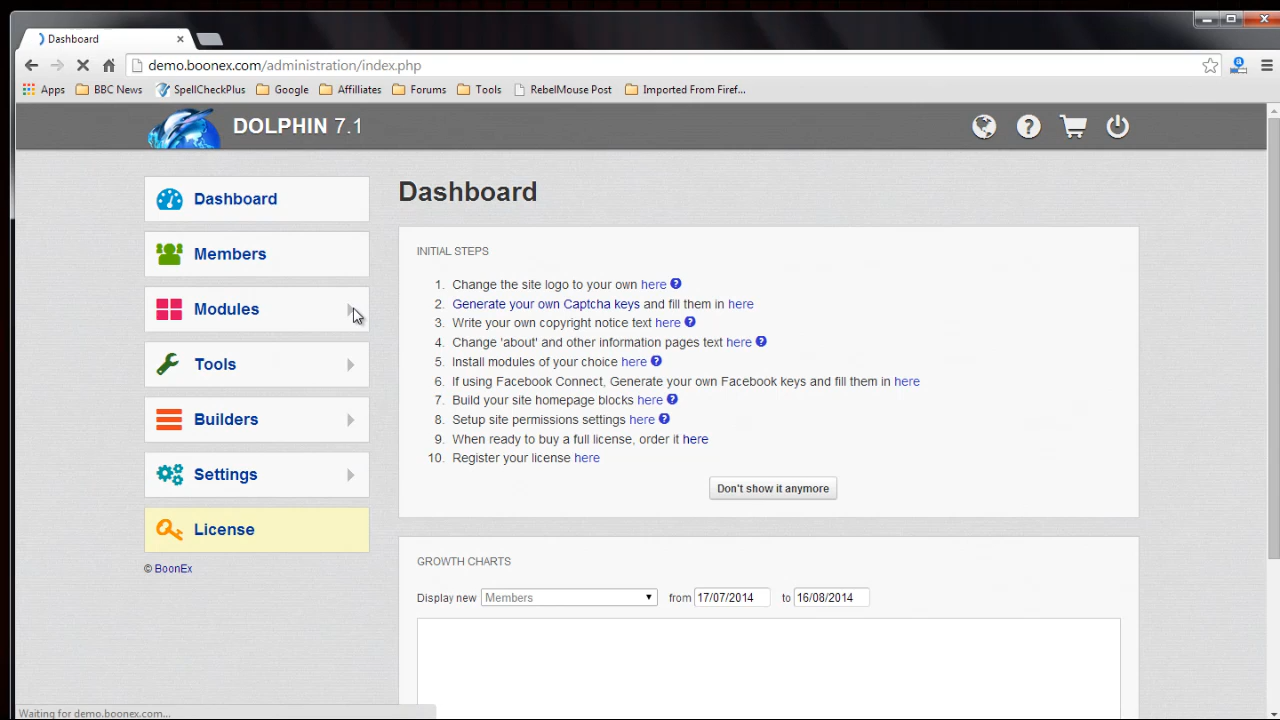 Dashboard
demo.boonex.com/administration/index.php
Apps BBC News SpellCheckPlus Google Affilliates Forums Tools RebelMouse Post Imported From Firef...
DOLPHIN 7.1
Dashboard
Members
Modules
Tools
Builders
Settings
License
© BoonEx
Dashboard
INITIAL STEPS
1. Change the site logo to your own here ?
2. Generate your own Captcha keys and fill them in here
3. Write your own copyright notice text here ?
4. Change 'about' and other information pages text here ?
5. Install modules of your choice here ?
6. If using Facebook Connect, Generate your own Facebook keys and fill them in here
7. Build your site homepage blocks here ?
8. Setup site permissions settings here ?
9. When ready to buy a full license, order it here
10. Register your license here
Don't show it anymore
GROWTH CHARTS
Display new Members from 17/07/2014 to 16/08/2014
Waiting for demo.boonex.com...